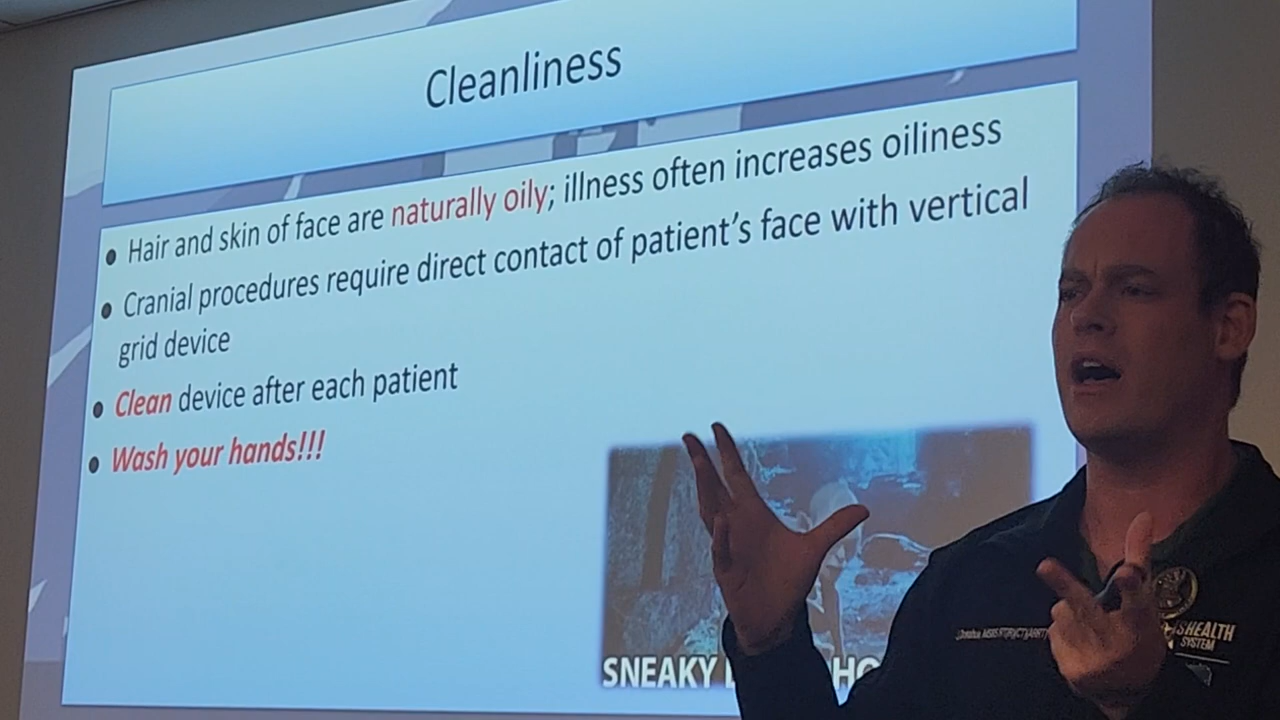 Cleanliness
Hair and skin of face are naturally oily; illness often increases oiliness
Cranial procedures require direct contact of patient's face with vertical
grid device
Clean device after each patient
Wash your hands!!!
SNEAKY
HEALTH
SYSTEM